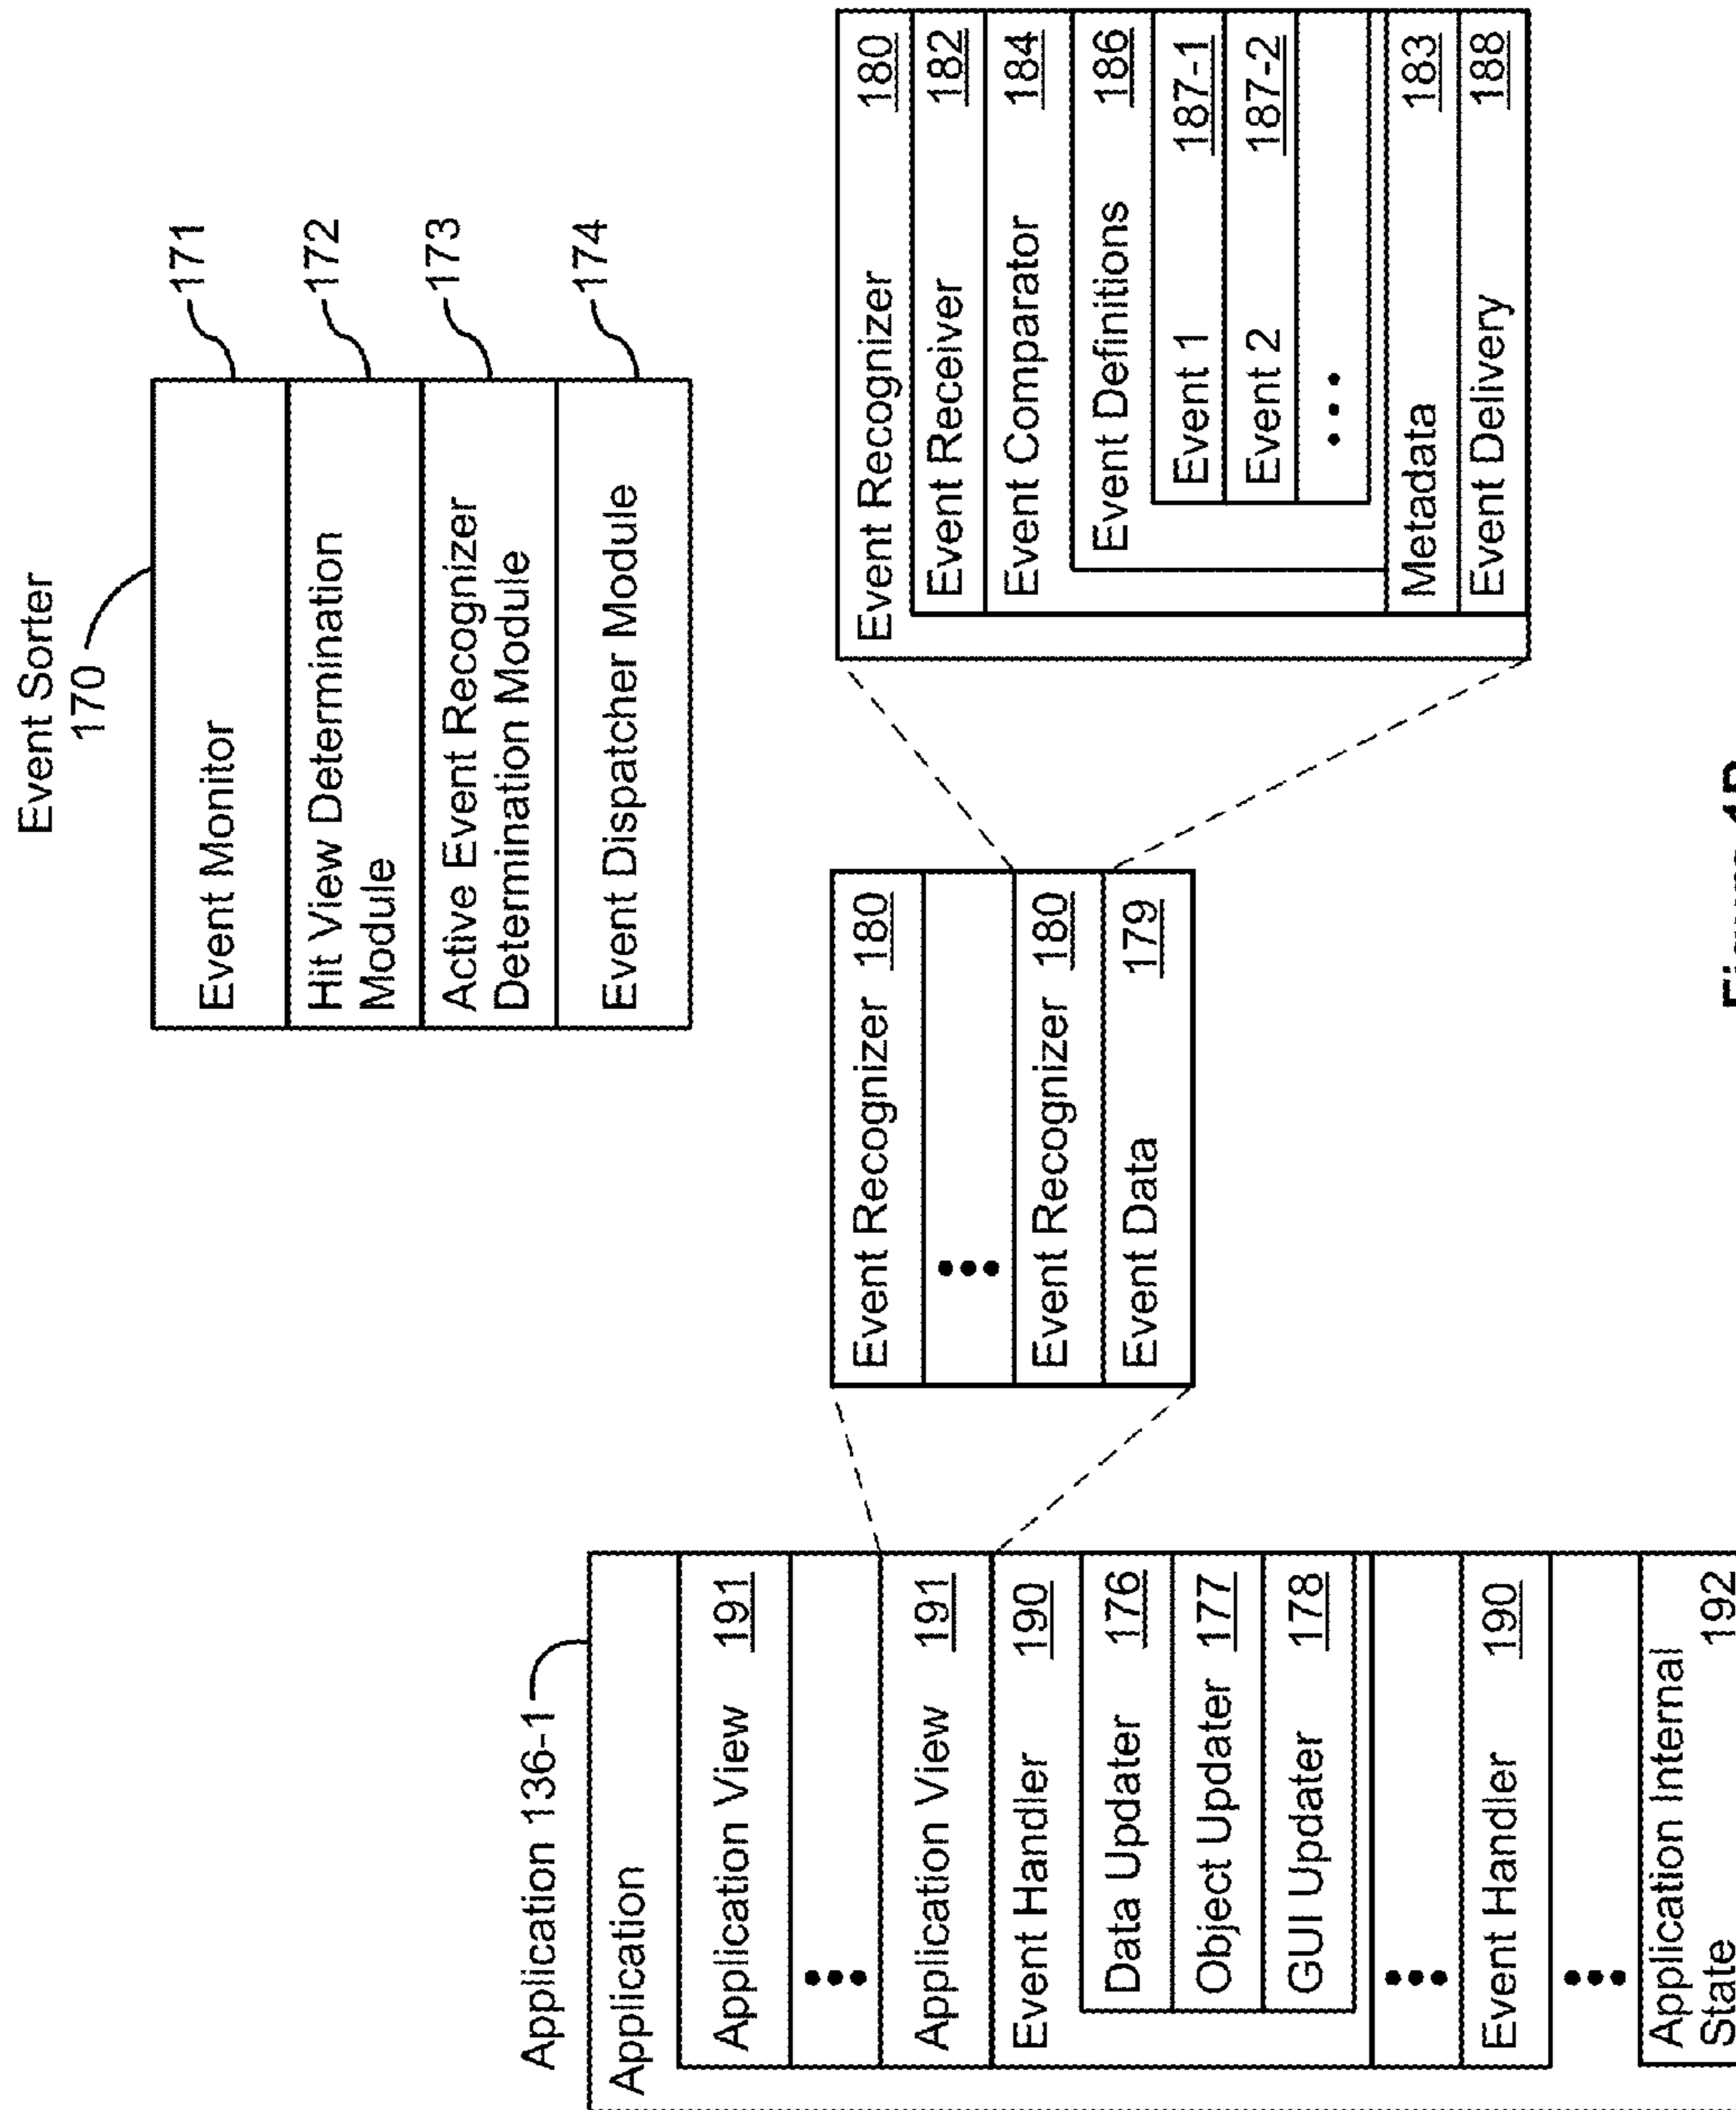 Event Sorter
170
Event Monitor
171
Hit View Determination
Module
172
Active Event Recognizer
Determination Module
173
Event Dispatcher Module
174
Application 136-1
Application
Application View 191
Application View 191
Event Handler 190
Data Updater 176
Object Updater 177
GUI Updater 178
Event Handler 190
Application Internal
State 192
Event Recognizer 180
Event Recognizer 180
Event Data 179
Event Recognizer 180
Event Receiver 182
Event Comparator 184
Event Definitions 186
Event 1 187-1
Event 2 187-2
Metadata 183
Event Delivery 188